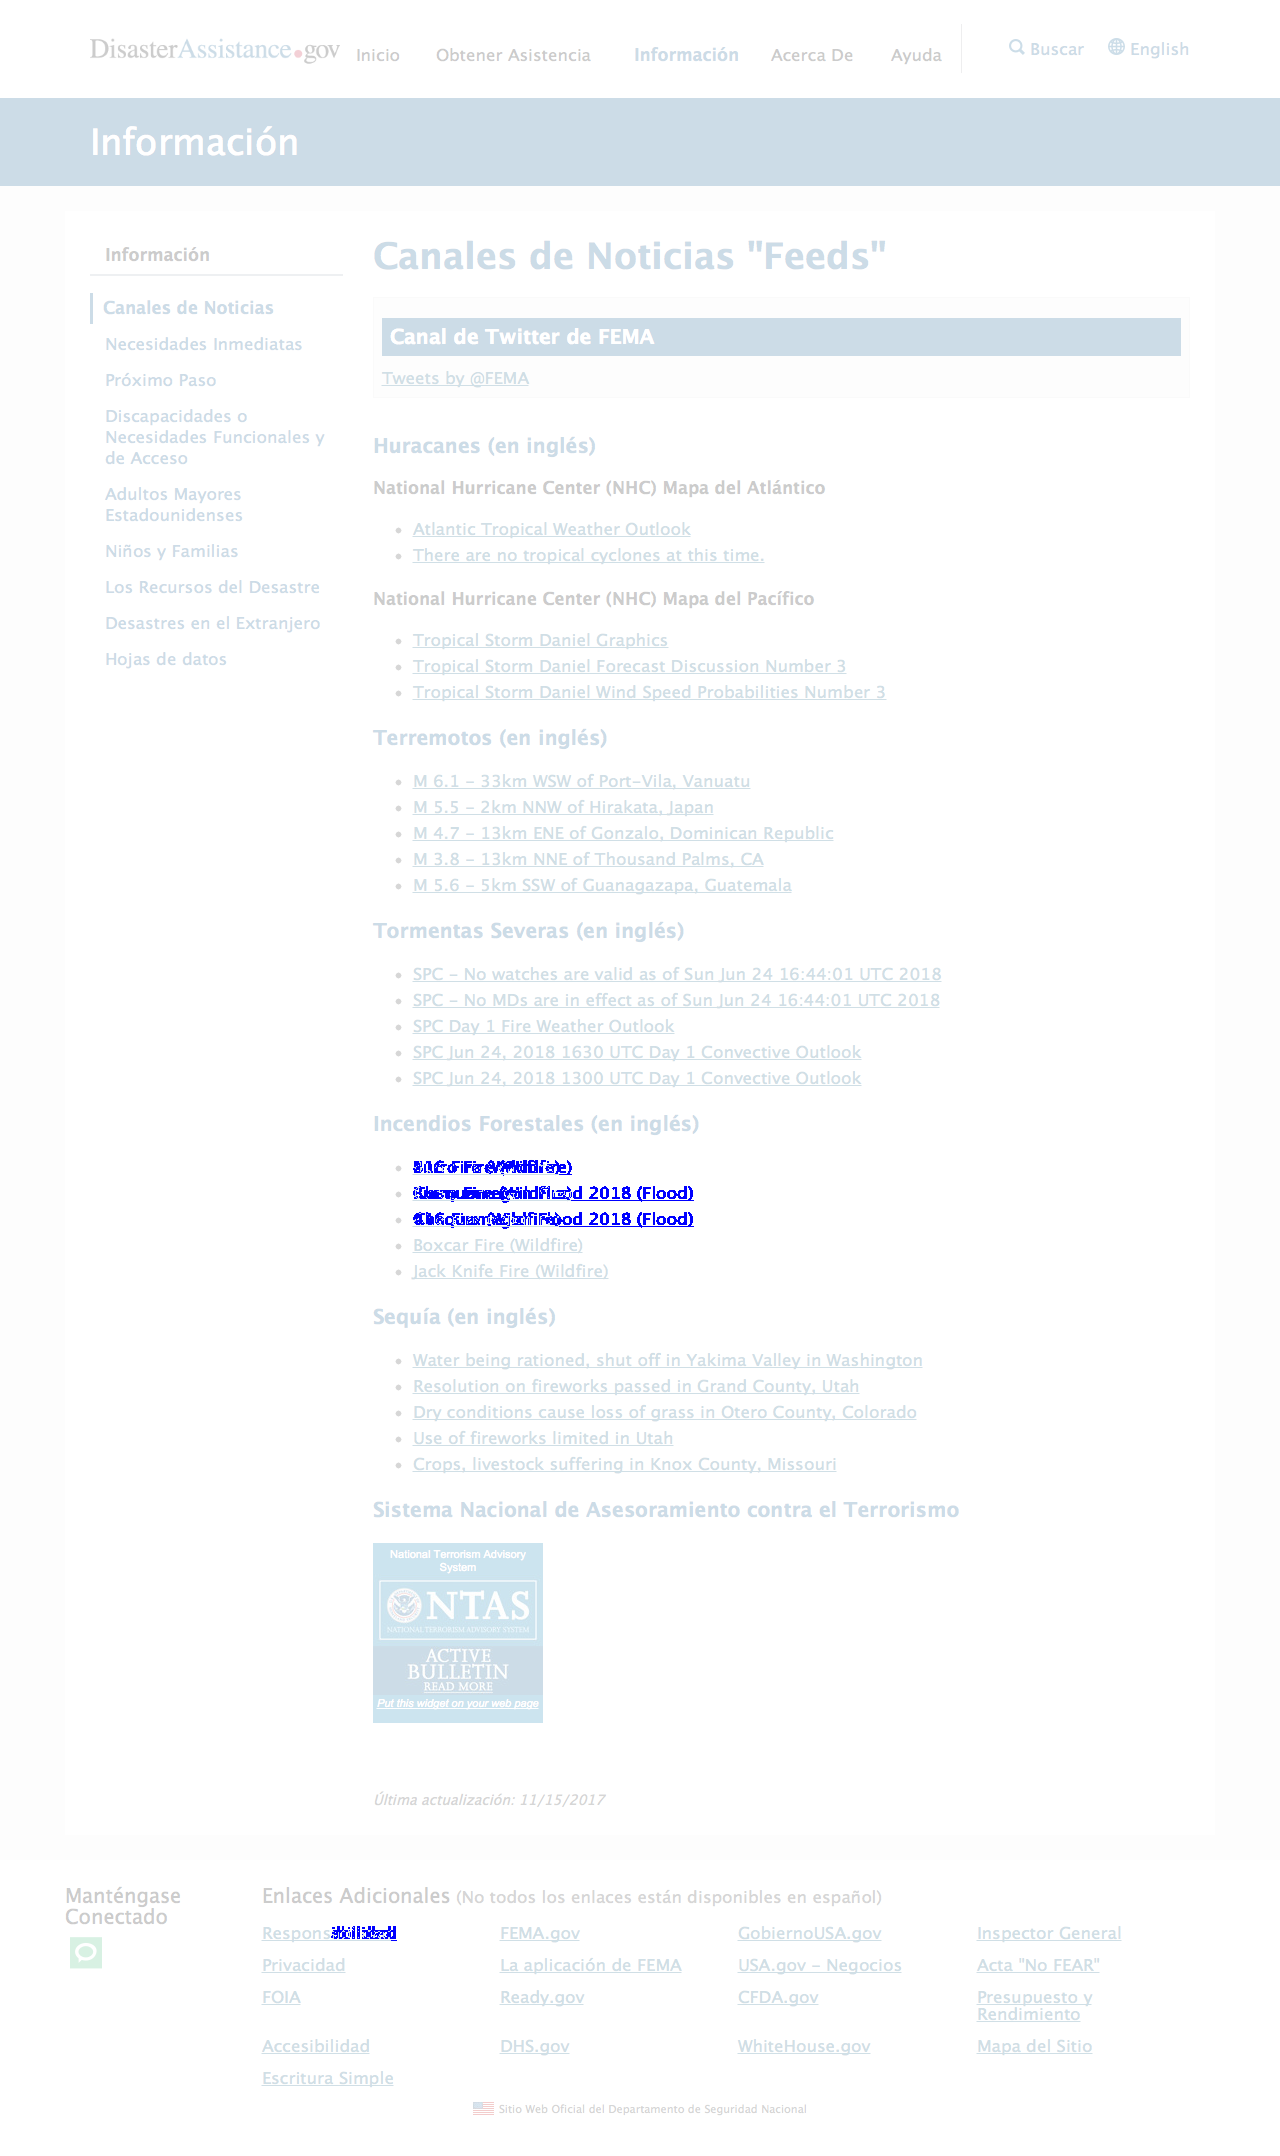 DisasterAssistance.gov
Inicio
Obtener Asistencia
Información
Acerca De
Ayuda
Buscar
English
Información
Información
Canales de Noticias
Necesidades Inmediatas
Próximo Paso
Discapacidades o
Necesidades Funcionales y
de Acceso
Adultos Mayores
Estadounidenses
Niños y Familias
Los Recursos del Desastre
Desastres en el Extranjero
Hojas de datos
Canales de Noticias "Feeds"
Canal de Twitter de FEMA
Tweets by @FEMA
Huracanes (en inglés)
National Hurricane Center (NHC) Mapa del Atlántico
Atlantic Tropical Weather Outlook
There are no tropical cyclones at this time.
National Hurricane Center (NHC) Mapa del Pacífico
Tropical Storm Daniel Graphics
Tropical Storm Daniel Forecast Discussion Number 3
Tropical Storm Daniel Wind Speed Probabilities Number 3
Terremotos (en inglés)
M 6.1 - 33km WSW of Port-Vila, Vanuatu
M 5.5 - 2km NNW of Hirakata, Japan
M 4.7 - 13km ENE of Gonzalo, Dominican Republic
M 3.8 - 13km NNE of Thousand Palms, CA
M 5.6 - 5km SSW of Guanagazapa, Guatemala
Tormentas Severas (en inglés)
SPC - No watches are valid as of Sun Jun 24 16:44:01 UTC 2018
SPC - No MDs are in effect as of Sun Jun 24 16:44:01 UTC 2018
SPC Day 1 Fire Weather Outlook
SPC Jun 24, 2018 1630 UTC Day 1 Convective Outlook
SPC Jun 24, 2018 1300 UTC Day 1 Convective Outlook
Incendios Forestales (en inglés)
2018 (Flood)
2018 (Flood)
Boxcar Fire (Wildfire)
Jack Knife Fire (Wildfire)
Sequía (en inglés)
Water being rationed, shut off in Yakima Valley in Washington
Resolution on fireworks passed in Grand County, Utah
Dry conditions cause loss of grass in Otero County, Colorado
Use of fireworks limited in Utah
Crops, livestock suffering in Knox County, Missouri
Sistema Nacional de Asesoramiento contra el Terrorismo
National Terrorism Advisory
System
NTAS
NATIONAL TERRORISM ADVISORY SYSTEM
ACTIVE
BULLETIN
READ MORE
Put this widget on your web page
Última actualización: 11/15/2017
Manténgase
Conectado
Enlaces Adicionales (No todos los enlaces están disponibles en español)
FEMA.gov
GobiernoUSA.gov
Inspector General
Privacidad
La aplicación de FEMA
USA.gov - Negocios
Acta "No FEAR"
FOIA
Ready.gov
CFDA.gov
Presupuesto y
Rendimiento
Accesibilidad
DHS.gov
WhiteHouse.gov
Mapa del Sitio
Escritura Simple
Sitio Web Oficial del Departamento de Seguridad Nacional